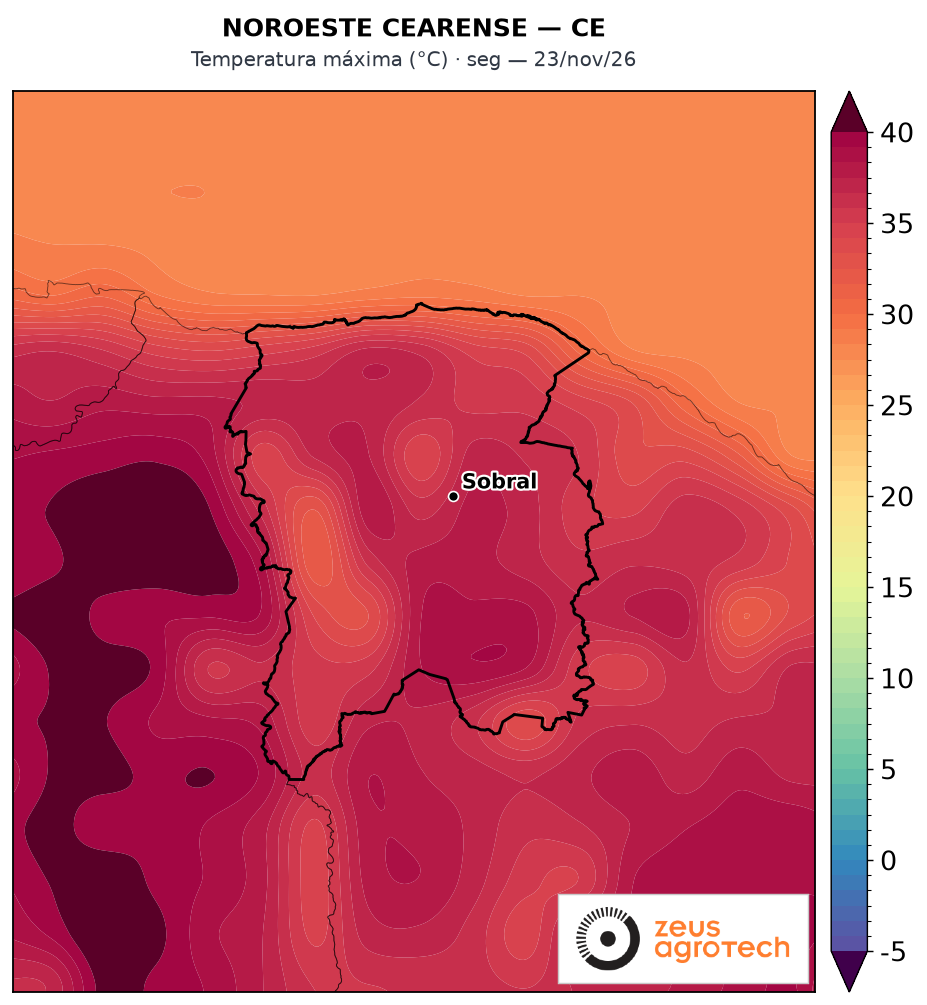 NOROESTE CEARENSE — CE
Temperatura máxima (°C) · seg — 23/nov/26
40
35
30
25
20
15
10
5
0
-5
Sobral
zeus
agrotech